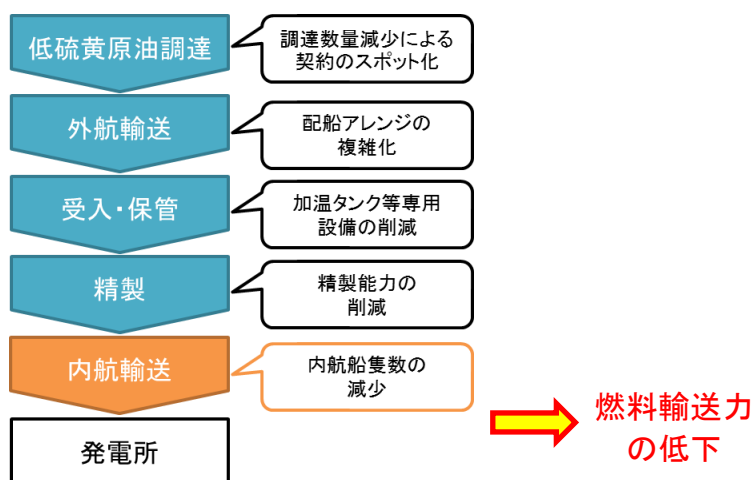 低硫黄原油調達
調達数量減少による
契約のスポット化
外航輸送
配船アレンジの
複雑化
受入・保管
加温タンク等専用
設備の削減
精製
精製能力の
削減
内航輸送
内航船隻数の
減少
発電所
燃料輸送力
の低下